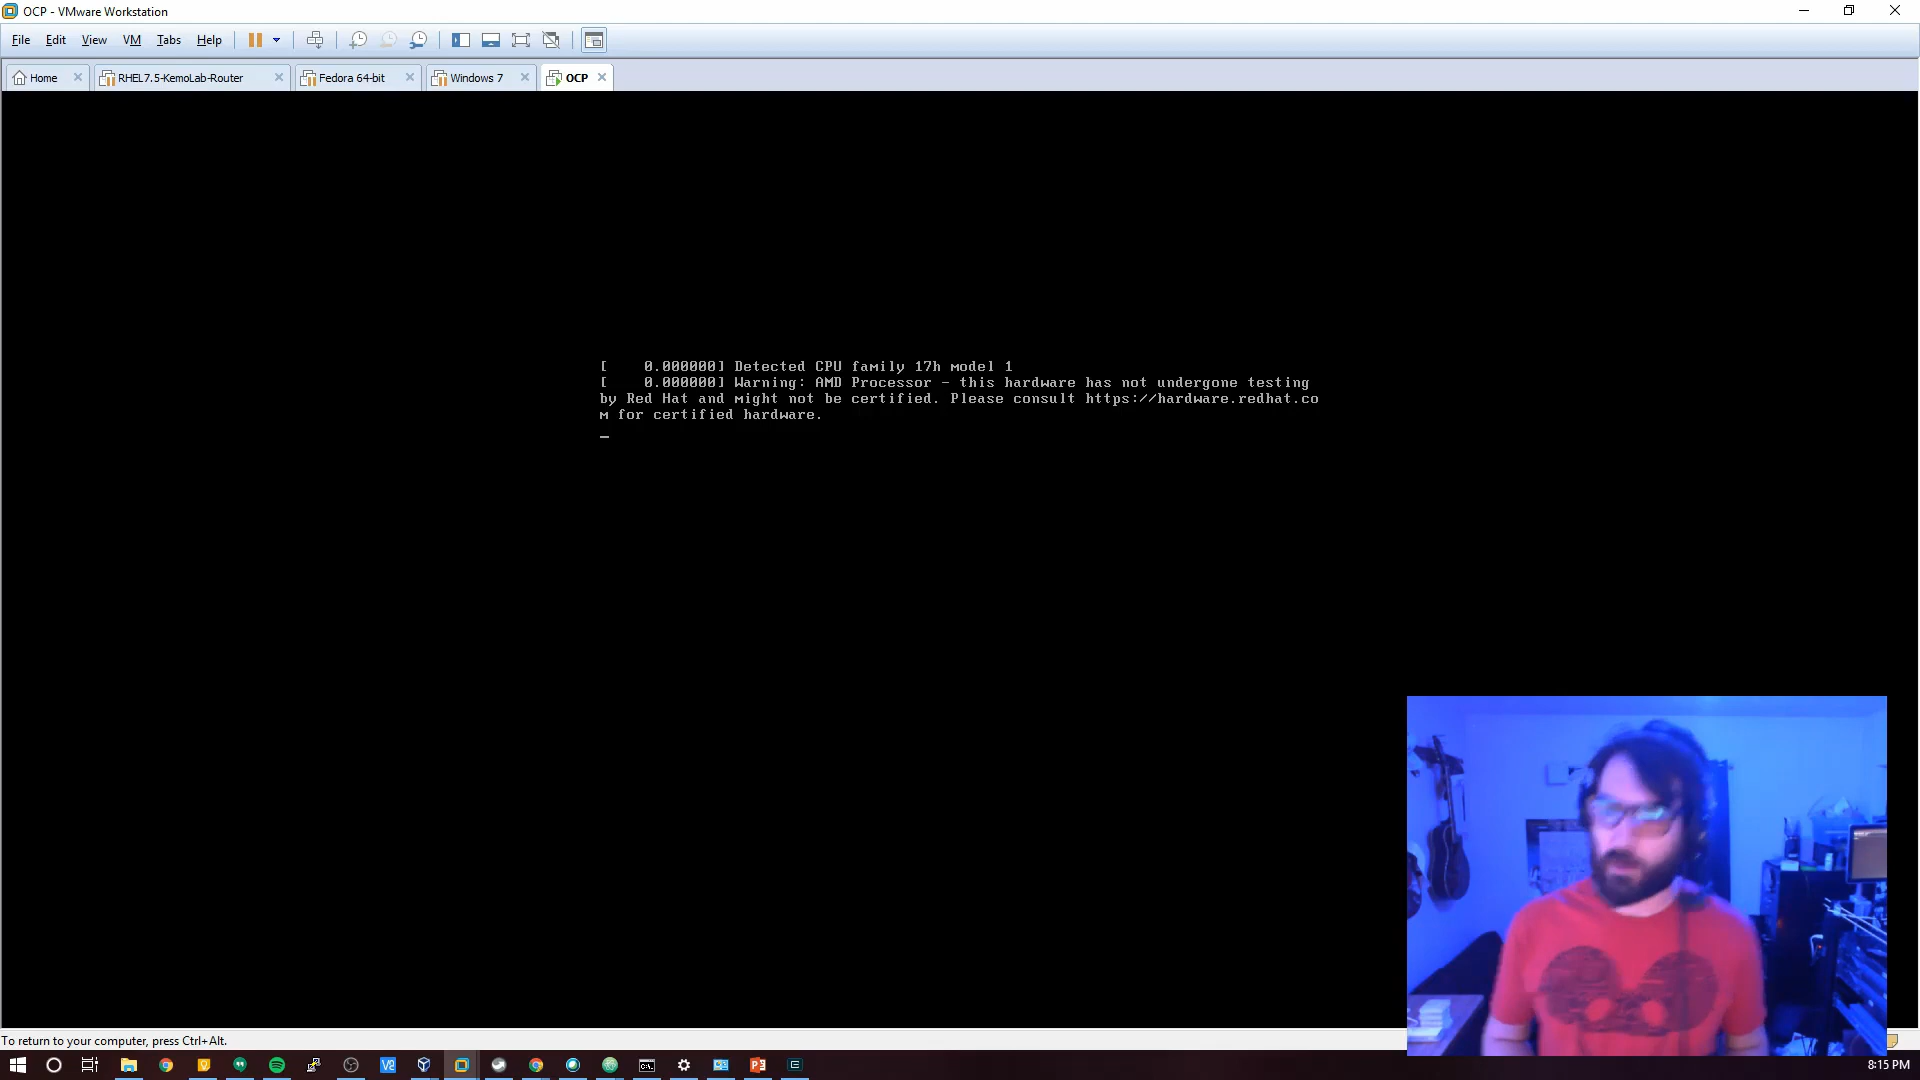 OCP - VMware Workstation
File Edit View VM Tabs Help
Home RHEL7.5-KemoLab-Router Fedora 64-bit Windows 7 OCP
[    0.000000] Detected CPU family 17h model 1
[    0.000000] Warning: AMD Processor - this hardware has not undergone testing
by Red Hat and might not be certified. Please consult https://hardware.redhat.co
m for certified hardware.
To return to your computer, press Ctrl+Alt.
8:15 PM